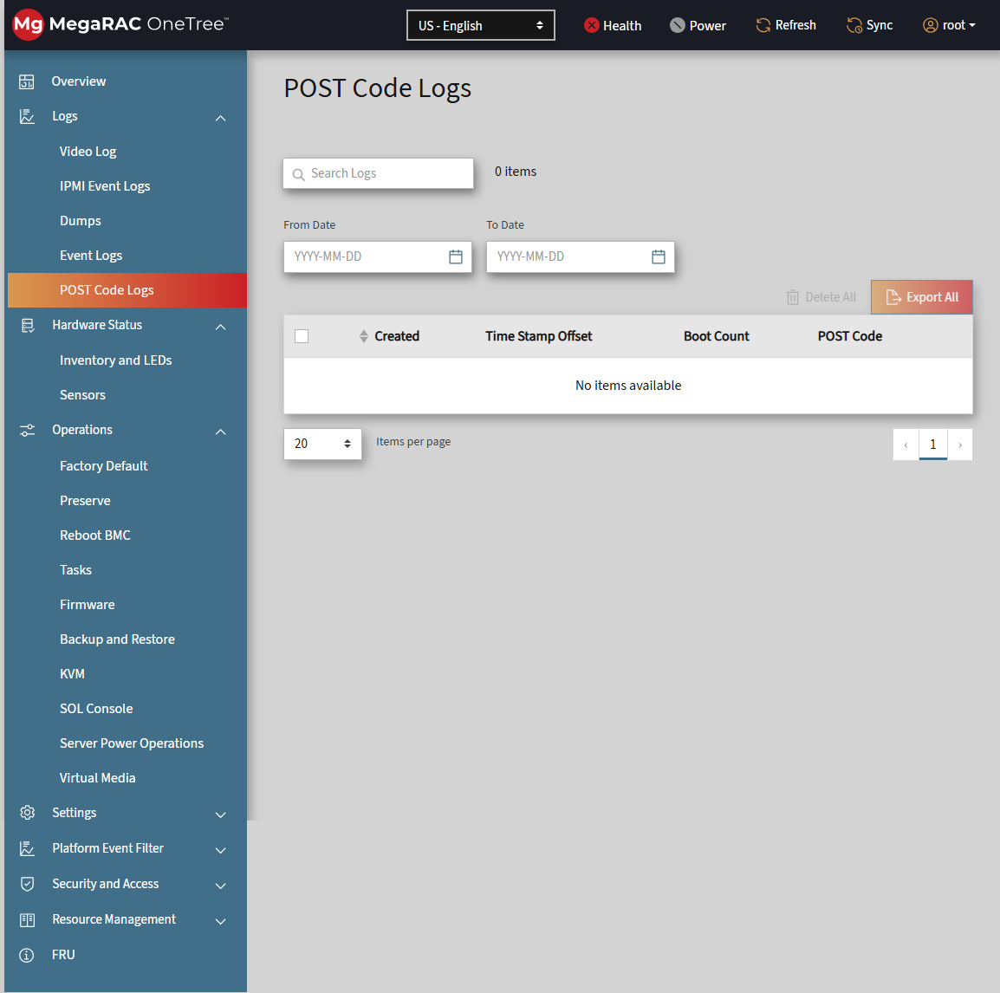 Mg MegaRAC OneTree™
US - English
Health
Power
Refresh
Sync
root
Overview
Logs
Video Log
IPMI Event Logs
Dumps
Event Logs
POST Code Logs
Hardware Status
Inventory and LEDs
Sensors
Operations
Factory Default
Preserve
Reboot BMC
Tasks
Firmware
Backup and Restore
KVM
SOL Console
Server Power Operations
Virtual Media
Settings
Platform Event Filter
Security and Access
Resource Management
FRU
POST Code Logs
Search Logs
0 items
From Date
To Date
YYYY-MM-DD
YYYY-MM-DD
Delete All
Export All
Created
Time Stamp Offset
Boot Count
POST Code
No items available
20
Items per page
‹ 1 ›